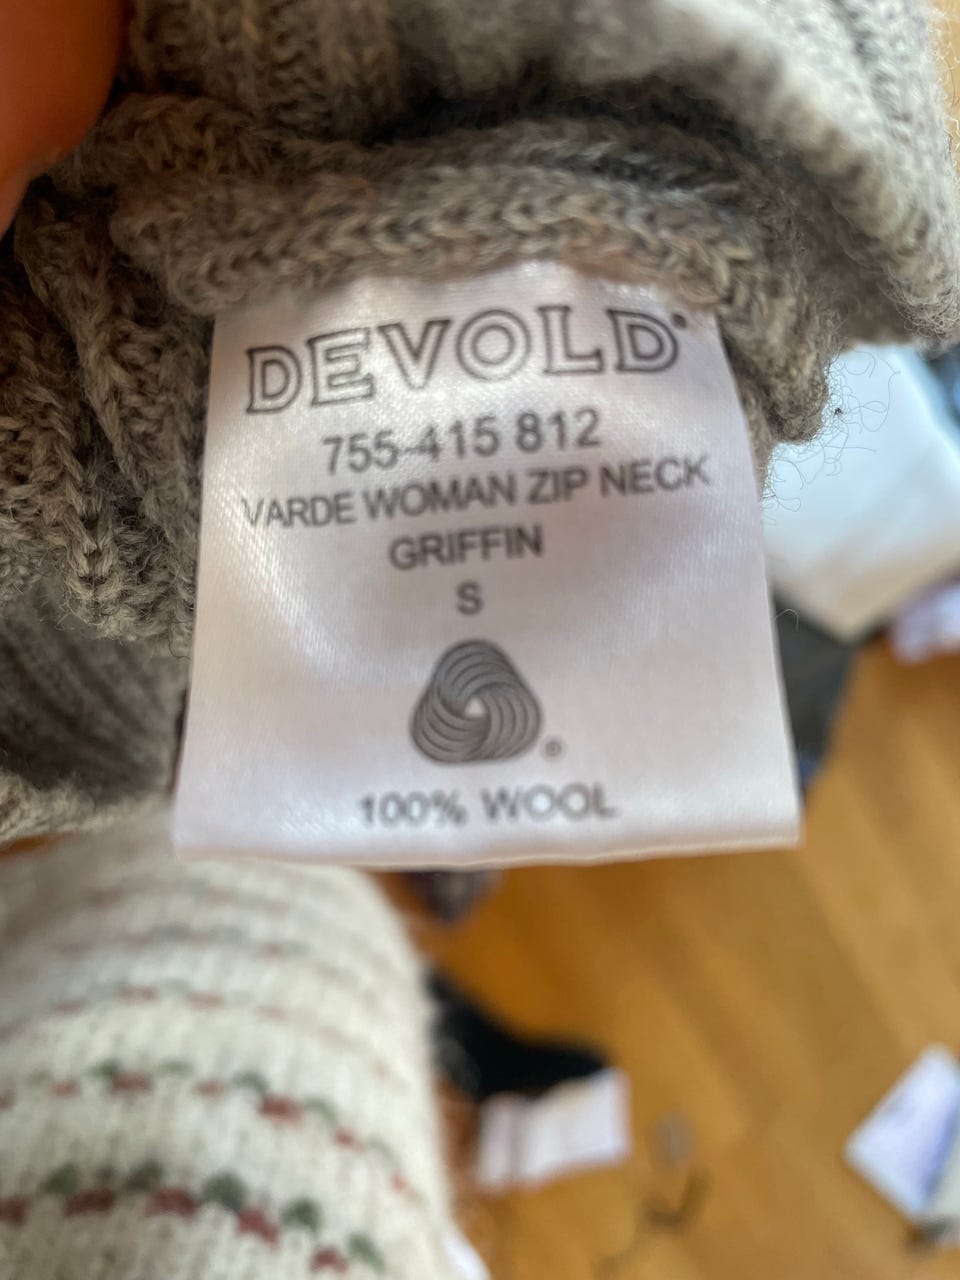 DEVOLD®
755-415 812
VARDE WOMAN ZIP NECK
GRIFFIN
S
®
100% WOOL